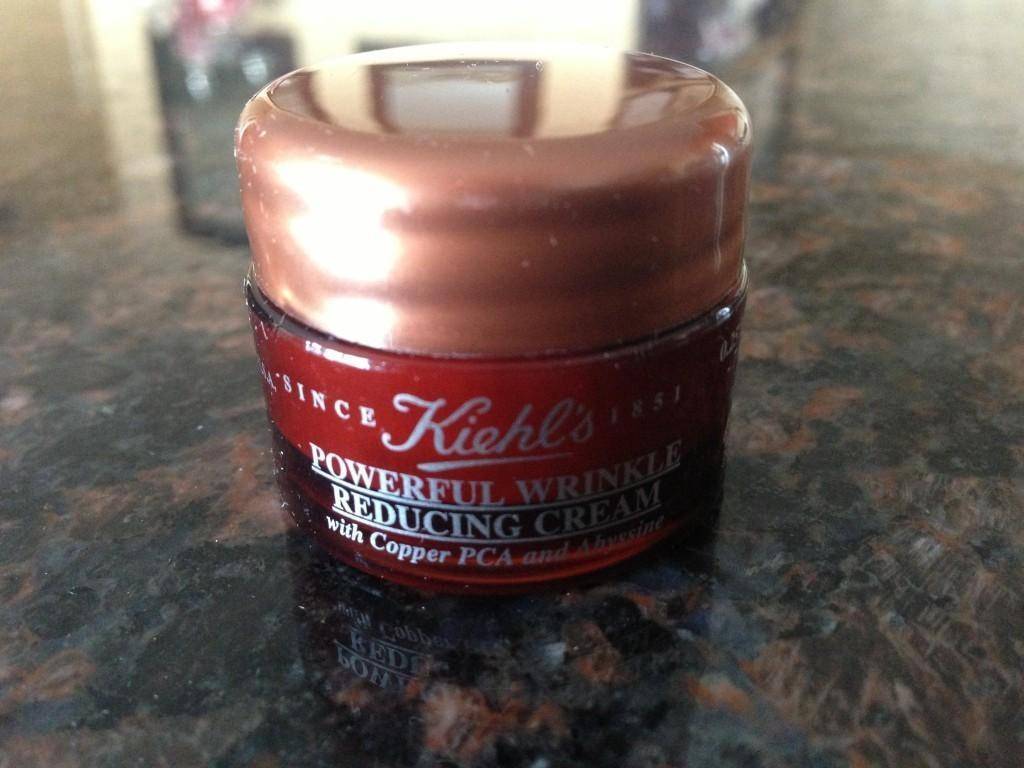 SINCE Kiehl's 1851
POWERFUL WRINKLE
REDUCING CREAM
with Copper PCA and Abyssine